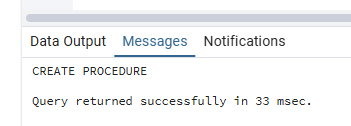 Data Output Messages Notifications
CREATE PROCEDURE
Query returned successfully in 33 msec.